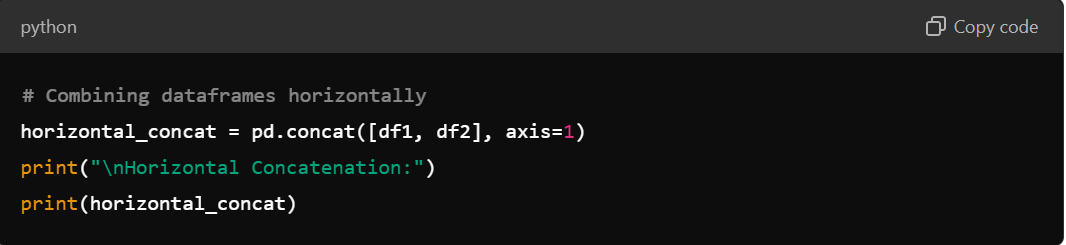 python
Copy code
# Combining dataframes horizontally
horizontal_concat = pd.concat([df1, df2], axis=1)
print("\nHorizontal Concatenation:")
print(horizontal_concat)